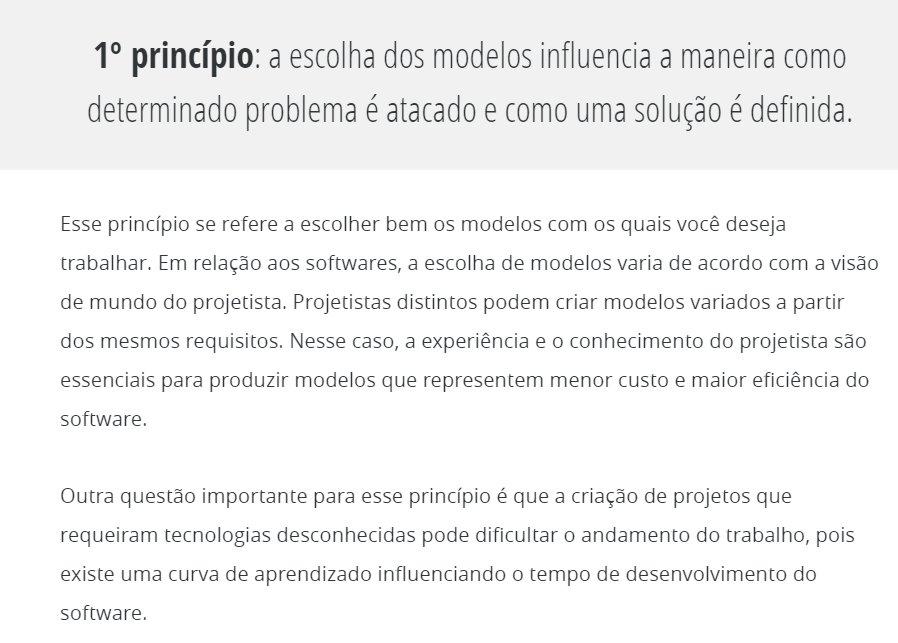 1º princípio: a escolha dos modelos influencia a maneira como
determinado problema é atacado e como uma solução é definida.
Esse princípio se refere a escolher bem os modelos com os quais você deseja
trabalhar. Em relação aos softwares, a escolha de modelos varia de acordo com a visão
de mundo do projetista. Projetistas distintos podem criar modelos variados a partir
dos mesmos requisitos. Nesse caso, a experiência e o conhecimento do projetista são
essenciais para produzir modelos que representem menor custo e maior eficiência do
software.
Outra questão importante para esse princípio é que a criação de projetos que
requeiram tecnologias desconhecidas pode dificultar o andamento do trabalho, pois
existe uma curva de aprendizado influenciando o tempo de desenvolvimento do
software.